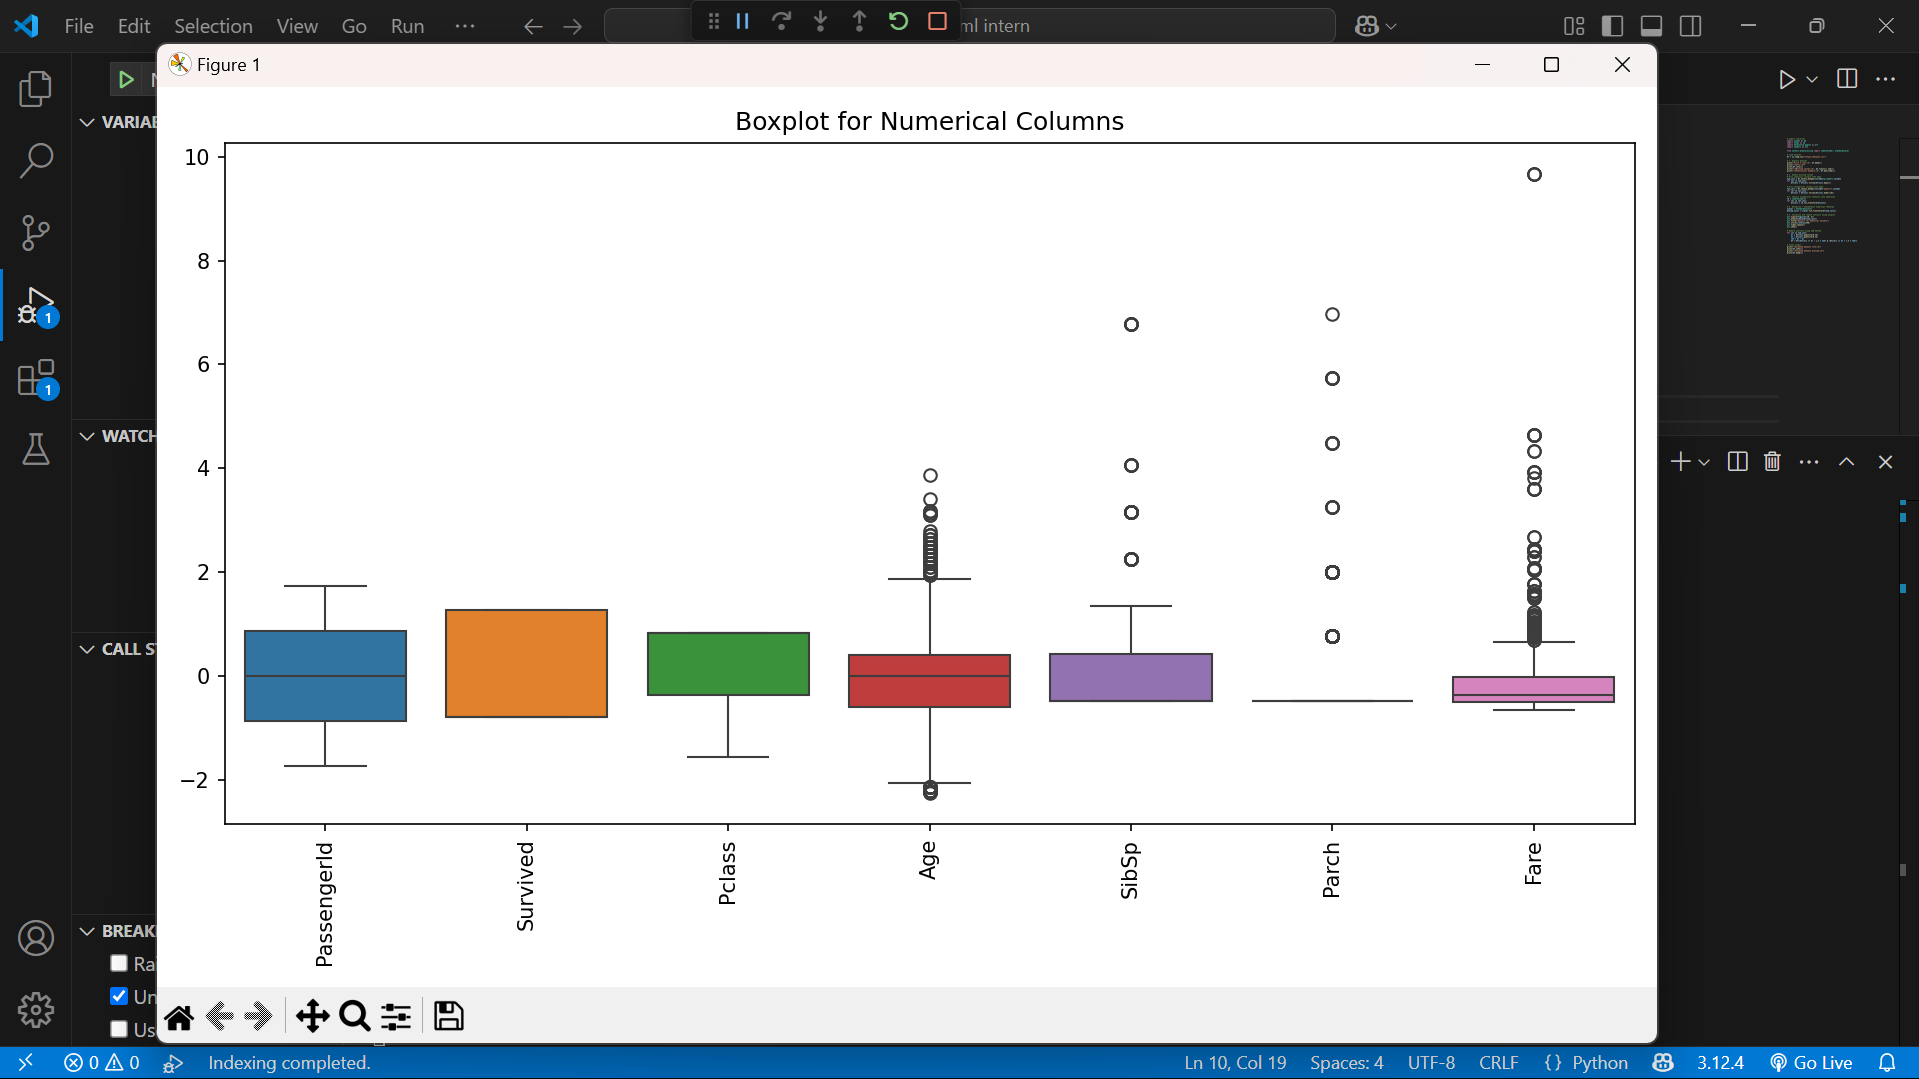 File Edit Selection View Go Run ··· ml intern
Figure 1
VARIAB
WATCH
CALL S
BREAK
Ra
Un
Us
Boxplot for Numerical Columns
10
8
6
4
2
0
−2
PassengerId
Survived
Pclass
Age
SibSp
Parch
Fare
1
1
0 0 Indexing completed. Ln 10, Col 19 Spaces: 4 UTF-8 CRLF {} Python 3.12.4 Go Live